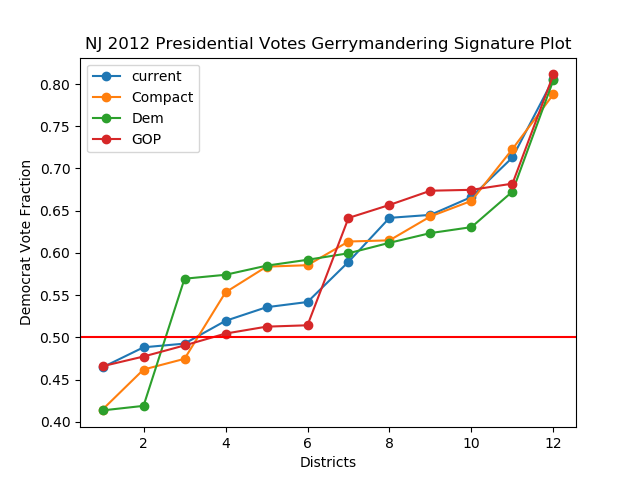 NJ 2012 Presidential Votes Gerrymandering Signature Plot
current
Compact
Dem
GOP
0.80
0.75
0.70
0.65
0.60
0.55
0.50
0.45
0.40
Democrat Vote Fraction
2 4 6 8 10 12
Districts